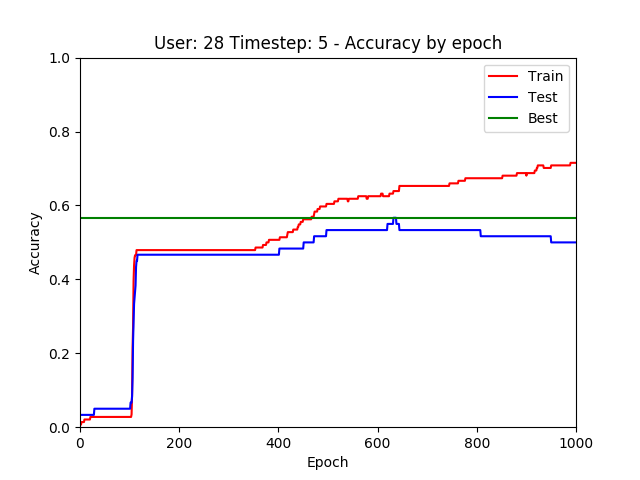 User: 28 Timestep: 5 - Accuracy by epoch
1.0
0.8
0.6
0.4
0.2
0.0
Accuracy
Train
Test
Best
0 200 400 600 800 1000
Epoch